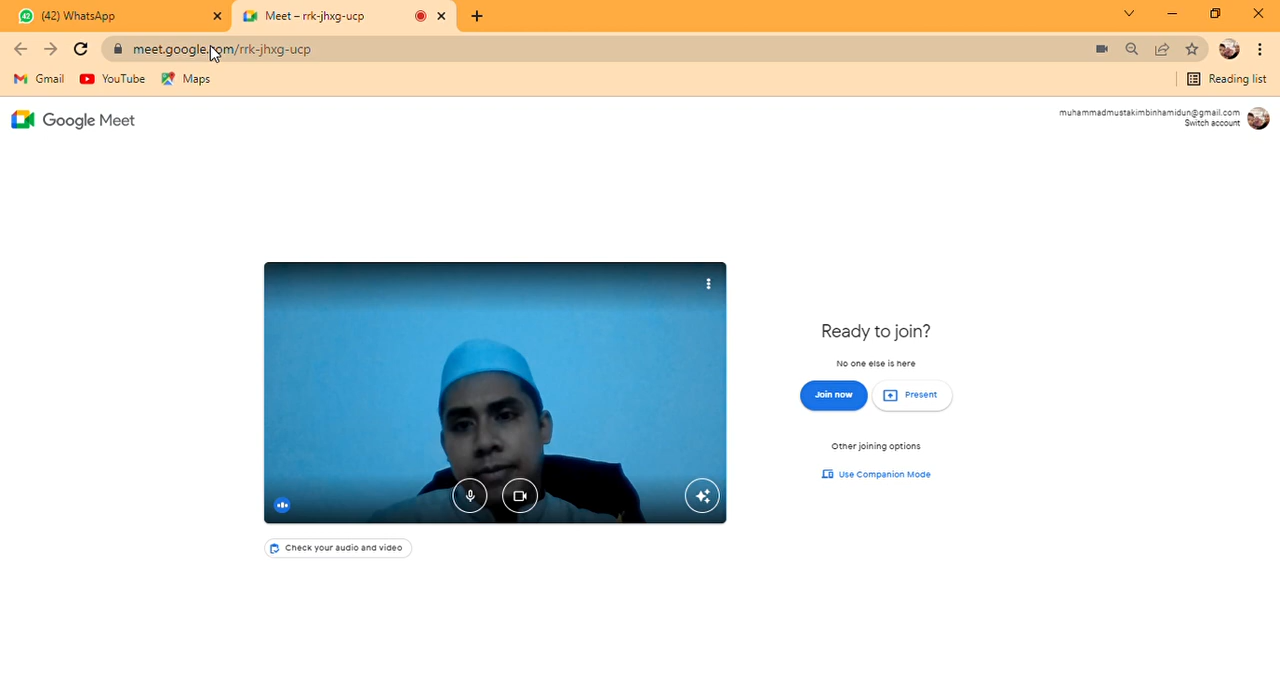 42
(42) WhatsApp
Meet – rrk-jhxg-ucp
meet.google.com/rrk-jhxg-ucp
Gmail
YouTube
Maps
Reading list
Google Meet
muhammadmustakimbinhamidun@gmail.com
Switch account
Ready to join?
No one else is here
Join now
Present
Other joining options
Use Companion Mode
Check your audio and video